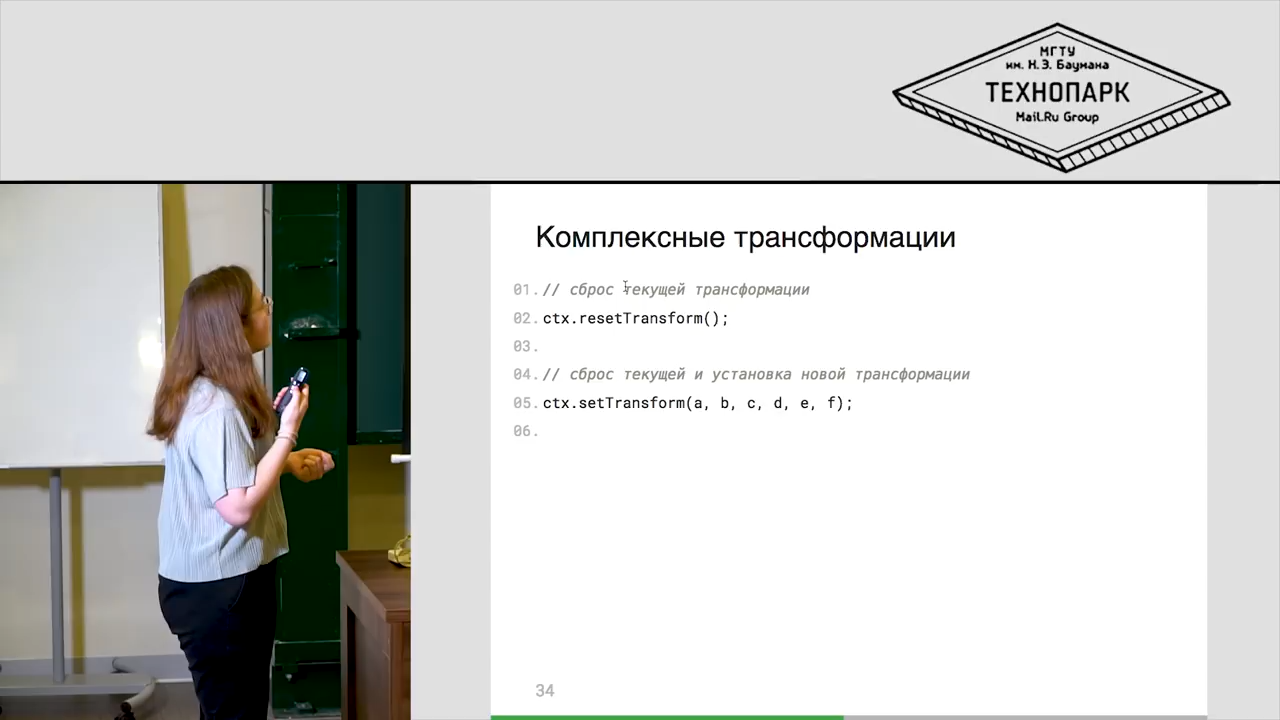 МГТУ
им. Н.Э. Баумана
ТЕХНОПАРК
Mail.Ru Group
Комплексные трансформации
01. // сброс текущей трансформации
02. ctx.resetTransform();
03.
04. // сброс текущей и установка новой трансформации
05. ctx.setTransform(a, b, c, d, e, f);
06.
34